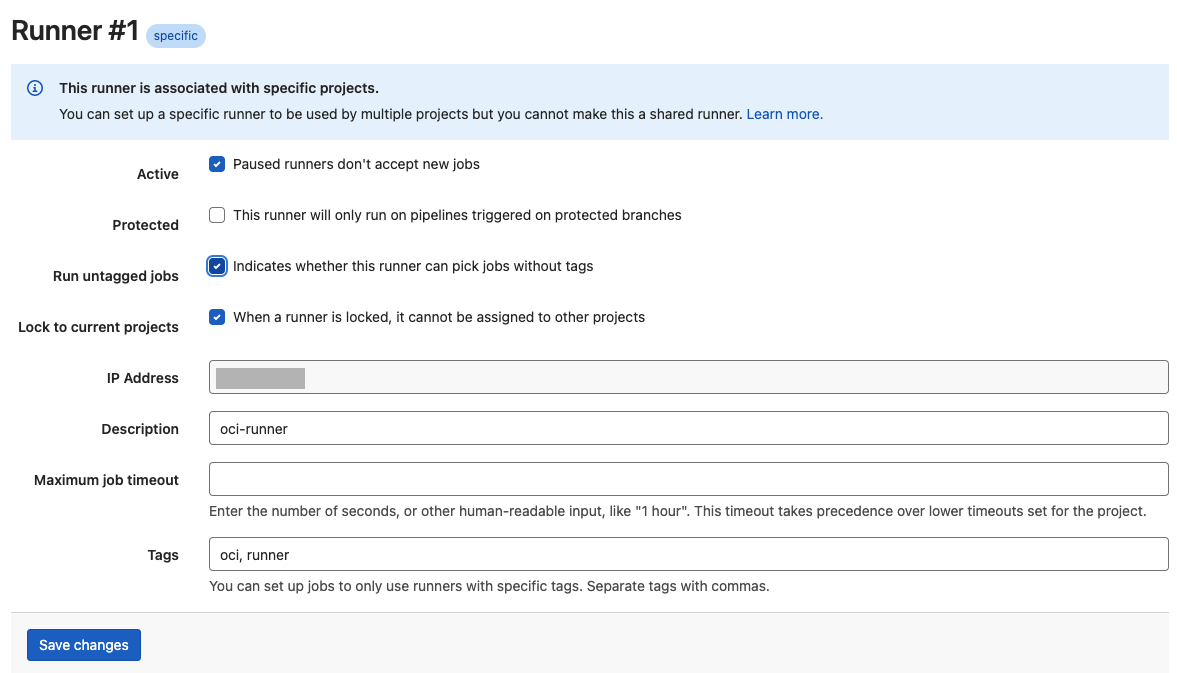 Runner #1 specific
This runner is associated with specific projects.
You can set up a specific runner to be used by multiple projects but you cannot make this a shared runner. Learn more.
Active Paused runners don't accept new jobs
Protected This runner will only run on pipelines triggered on protected branches
Run untagged jobs Indicates whether this runner can pick jobs without tags
Lock to current projects When a runner is locked, it cannot be assigned to other projects
IP Address
Description oci-runner
Maximum job timeout
Enter the number of seconds, or other human-readable input, like "1 hour". This timeout takes precedence over lower timeouts set for the project.
Tags oci, runner
You can set up jobs to only use runners with specific tags. Separate tags with commas.
Save changes